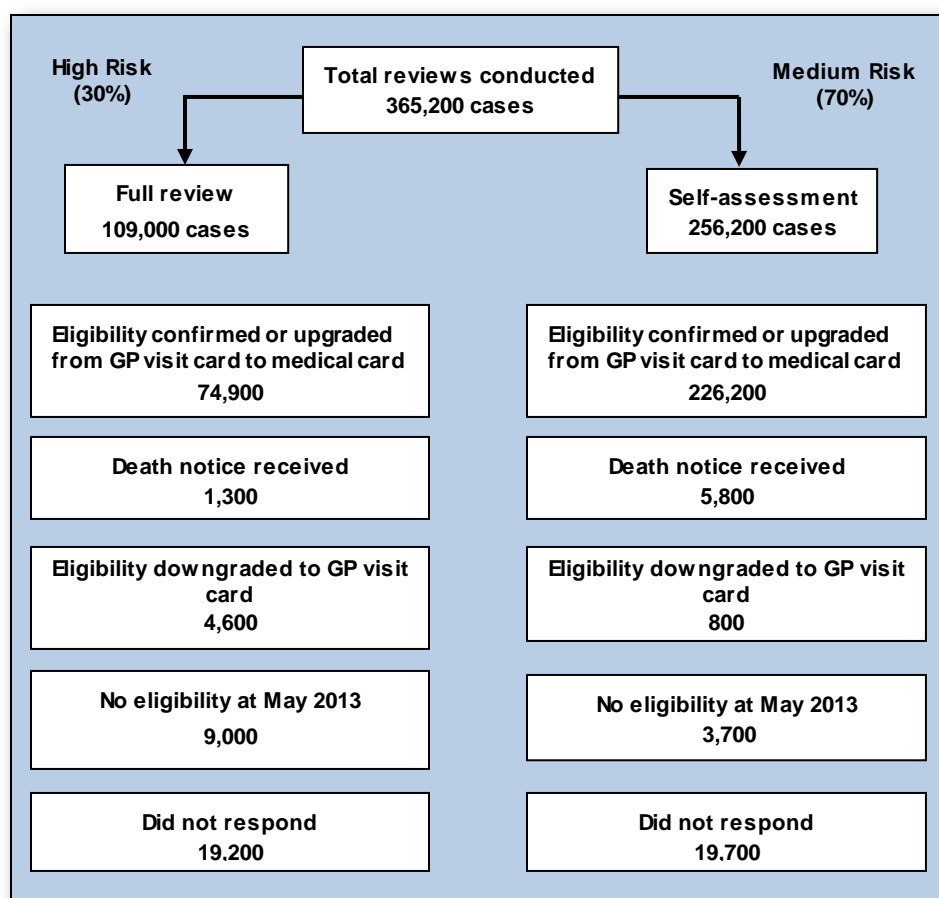 High Risk
(30%)
Total reviews conducted
365,200 cases
Medium Risk
(70%)
Full review
109,000 cases
Self-assessment
256,200 cases
Eligibility confirmed or upgraded
from GP visit card to medical card
74,900
Eligibility confirmed or upgraded
from GP visit card to medical card
226,200
Death notice received
1,300
Death notice received
5,800
Eligibility downgraded to GP visit
card
4,600
Eligibility downgraded to GP visit
card
800
No eligibility at May 2013
9,000
No eligibility at May 2013
3,700
Did not respond
19,200
Did not respond
19,700